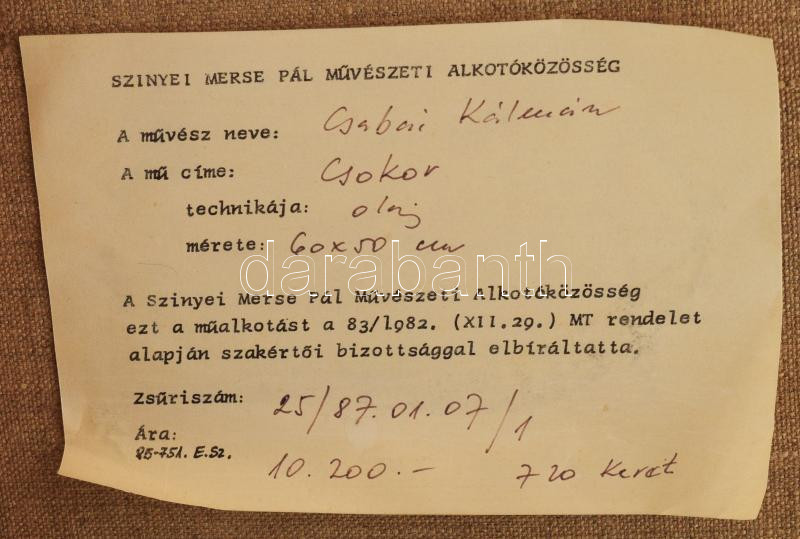 SZINYEI MERSE PÁL MŰVÉSZETI ALKOTÓKÖZÖSSÉG
A művész neve: Csabai Kálmán
A mű címe: Csokor
technikája: olaj
mérete: 60x50 cm
darabanth
A Szinyei Merse Pál Művészeti Alkotóközösség
ezt a műalkotást a 83/1982. (XII.29.) MT rendelet
alapján szakértői bizottsággal elbíráltatta.
Zsűriszám: 25/87.01.07/1
Ára:
85-751. E.Sz.
10.200.- 720 Keret